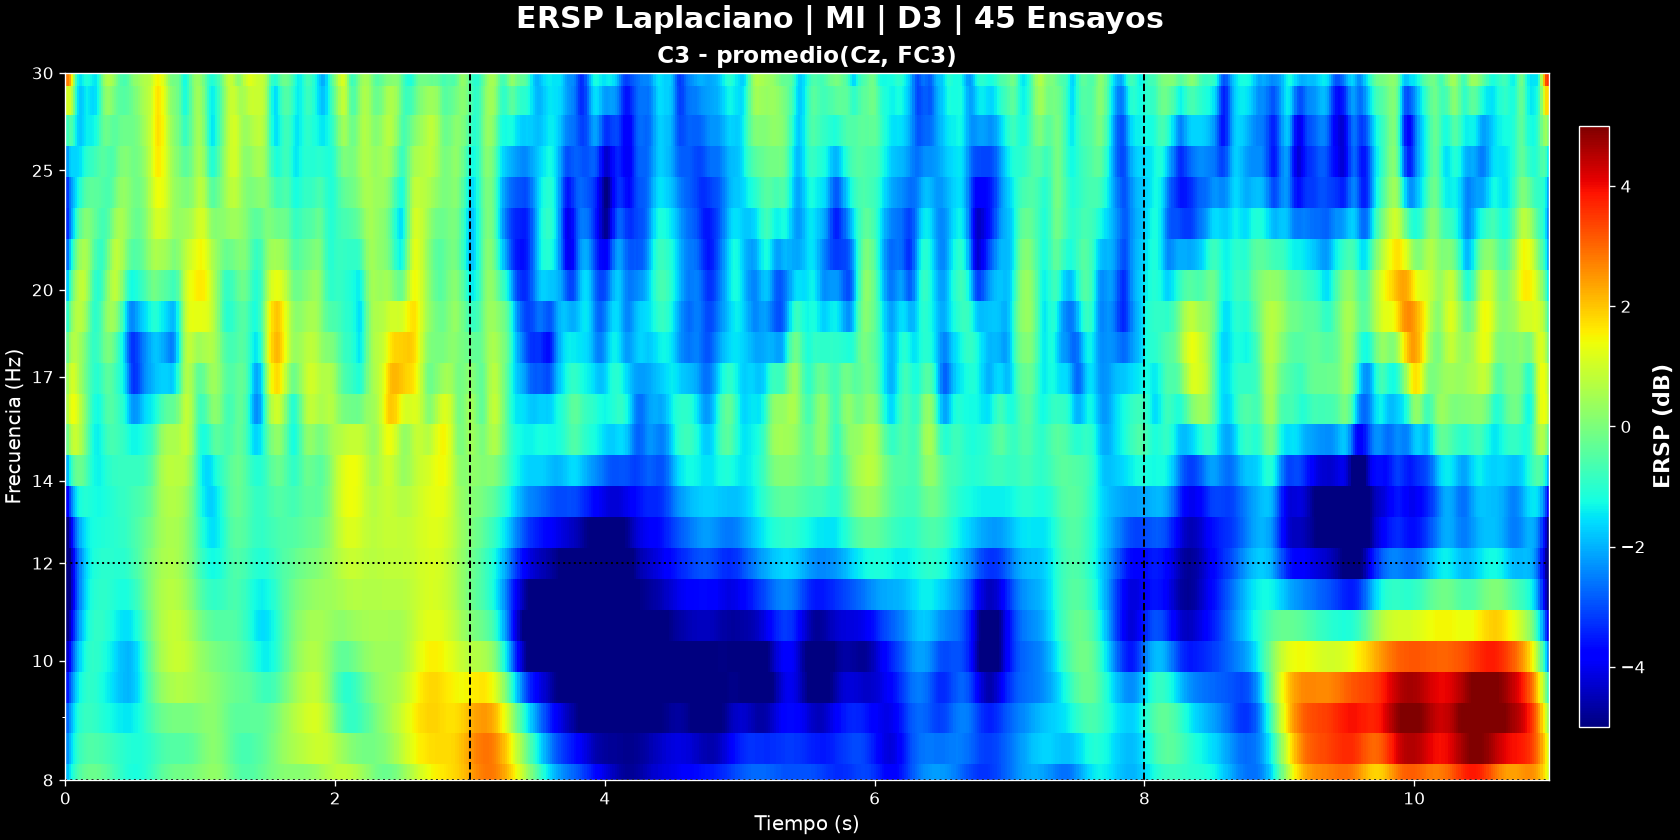 ERSP Laplaciano | MI | D3 | 45 Ensayos
C3 - promedio(Cz, FC3)
Frecuencia (Hz)
30
25
20
17
14
12
10
8
0 2 4 6 8 10
Tiempo (s)
4
2
0
−2
−4
ERSP (dB)